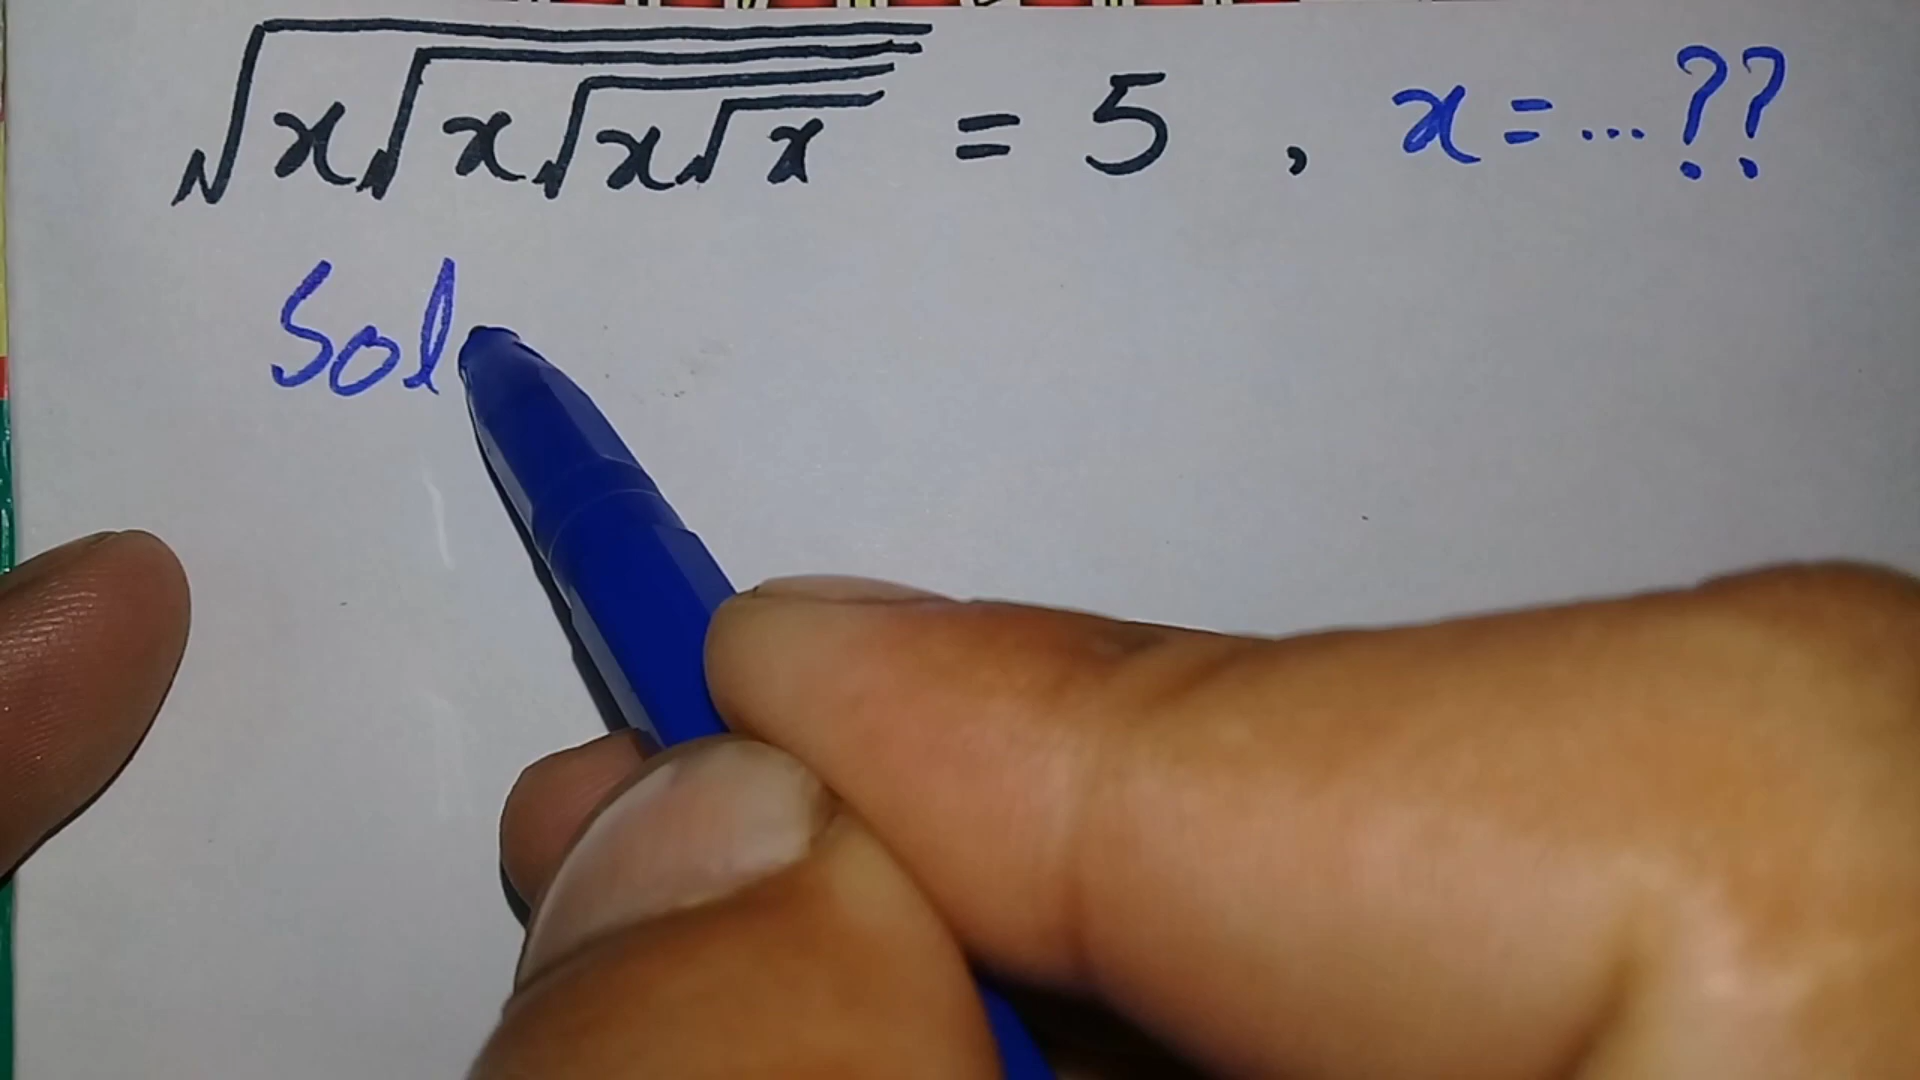 √x√x√x√x = 5 , x = ... ??
Sol